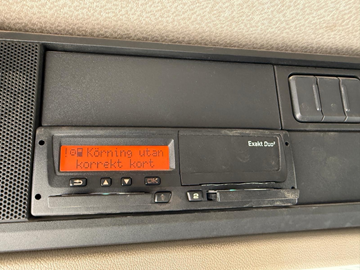 Körning utan
korrekt kort
Exakt Duo²